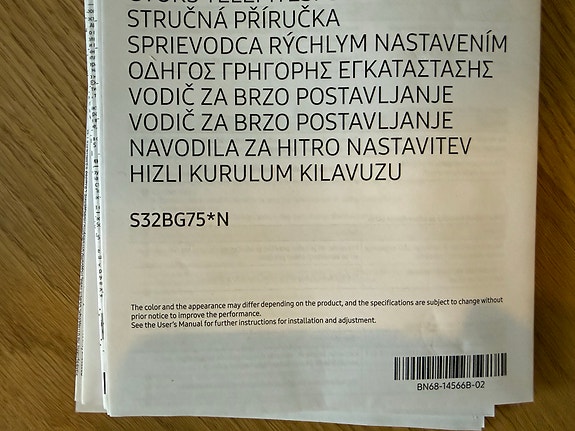 STRUČNÁ PŘÍRUČKA
SPRIEVODCA RÝCHLYM NASTAVENÍM
ΟΔΗΓΟΣ ΓΡΗΓΟΡΗΣ ΕΓΚΑΤΑΣΤΑΣΗΣ
VODIČ ZA BRZO POSTAVLJANJE
VODIČ ZA BRZO POSTAVLJANJE
NAVODILA ZA HITRO NASTAVITEV
HIZLI KURULUM KILAVUZU
S32BG75*N
The color and the appearance may differ depending on the product, and the specifications are subject to change without
prior notice to improve the performance.
See the User's Manual for further instructions for installation and adjustment.
BN68-14566B-02